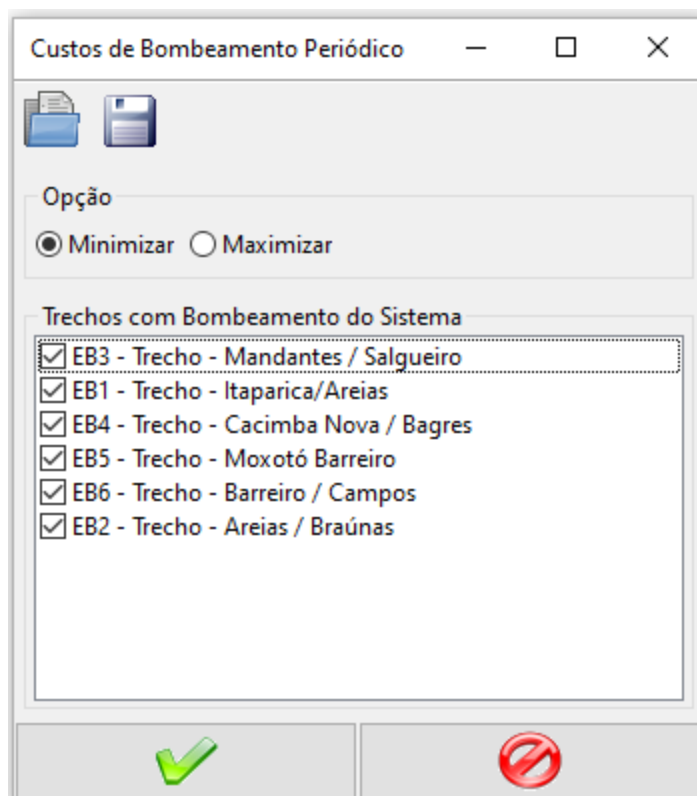 Custos de Bombeamento Periódico
Opção
Minimizar Maximizar
Trechos com Bombeamento do Sistema
EB3 - Trecho - Mandantes / Salgueiro
EB1 - Trecho - Itaparica/Areias
EB4 - Trecho - Cacimba Nova / Bagres
EB5 - Trecho - Moxotó Barreiro
EB6 - Trecho - Barreiro / Campos
EB2 - Trecho - Areias / Braúnas